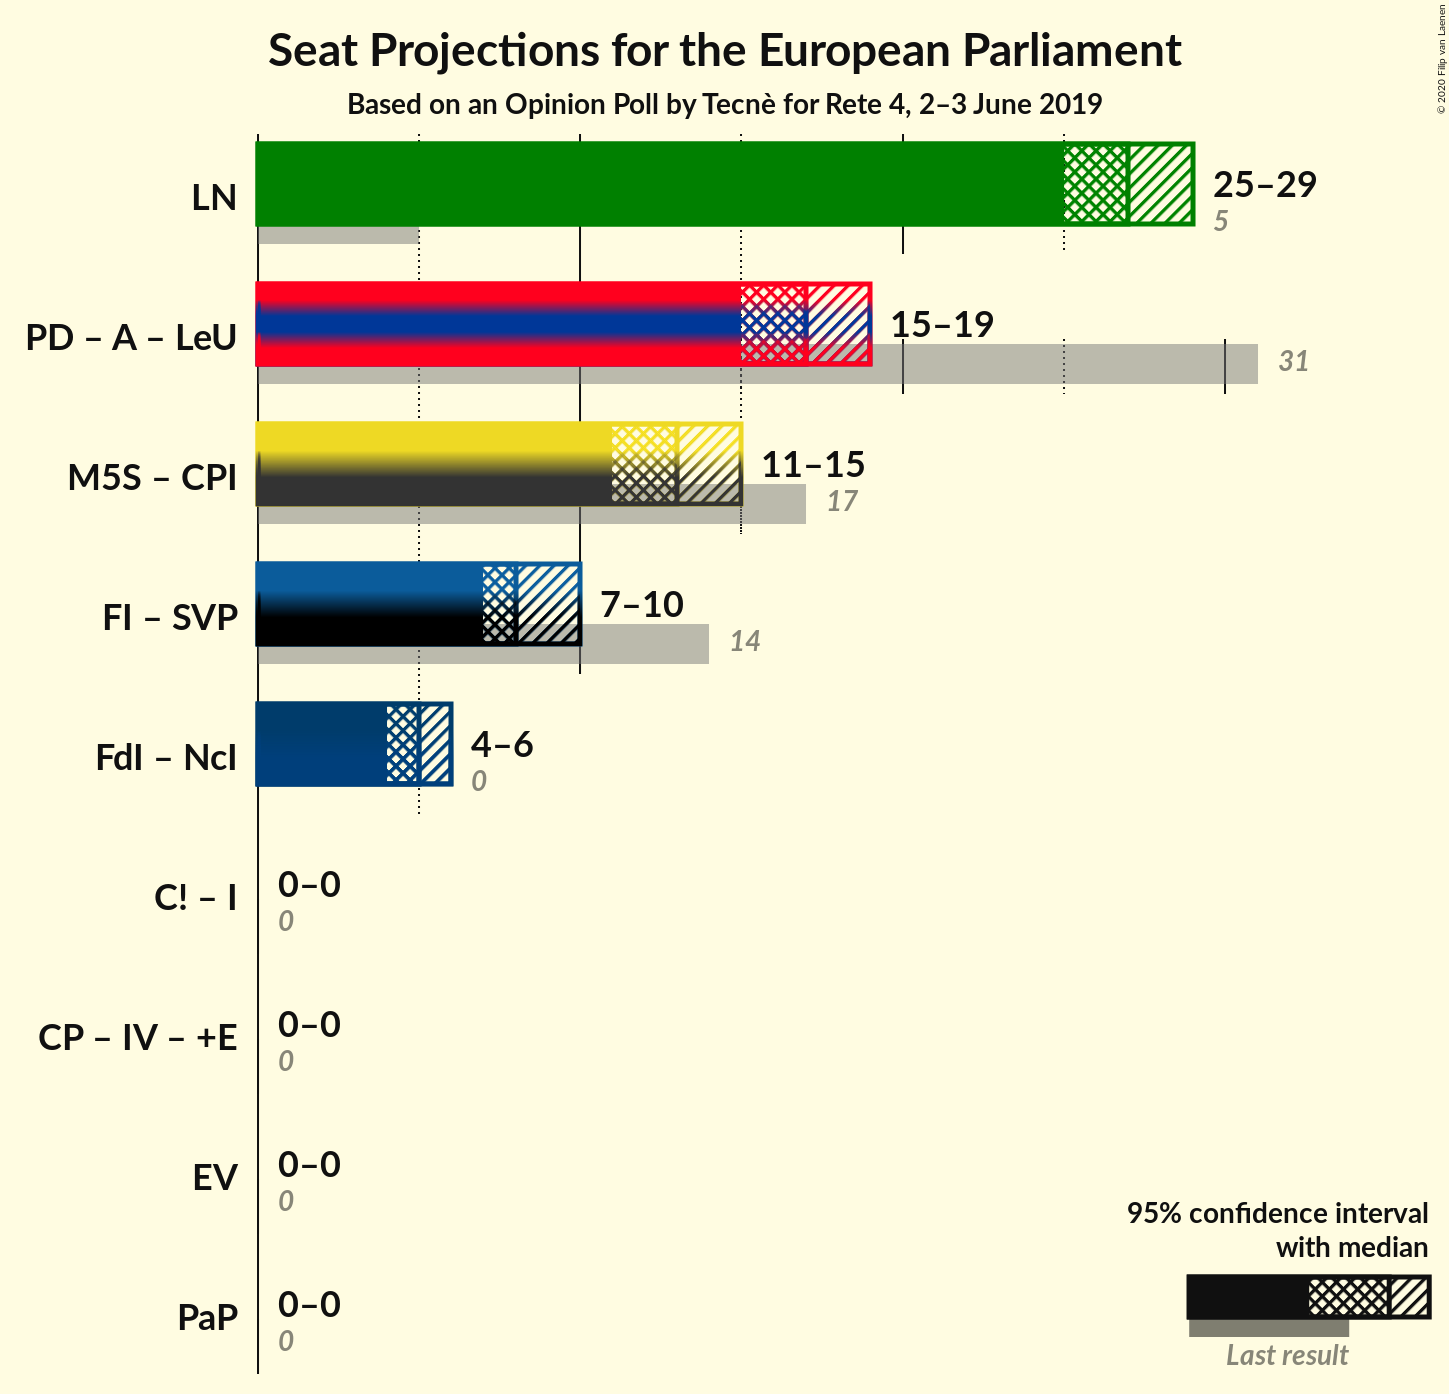 Seat Projections for the European Parliament
Based on an Opinion Poll by Tecnè for Rete 4, 2–3 June 2019
© 2020 Filip van Laenen
LN
25–29
5
PD – A – LeU
15–19
31
M5S – CPI
11–15
17
FI – SVP
7–10
14
FdI – NcI
4–6
0
C! – I
0–0
0
CP – IV – +E
0–0
0
EV
0–0
0
PaP
0–0
0
95% confidence interval
with median
Last result